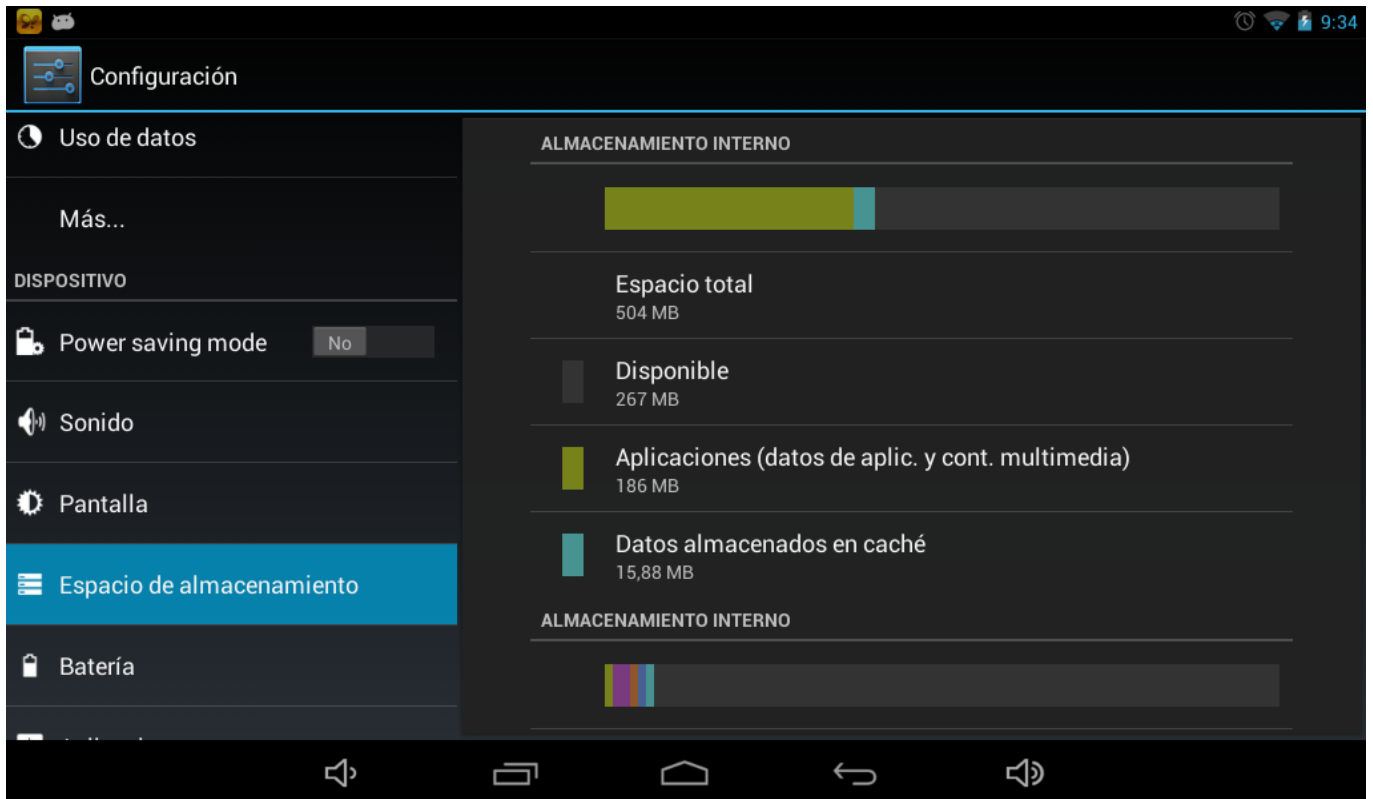 9:34
Configuración
Uso de datos
Más...
DISPOSITIVO
Power saving mode No
Sonido
Pantalla
Espacio de almacenamiento
Batería
ALMACENAMIENTO INTERNO
Espacio total
504 MB
Disponible
267 MB
Aplicaciones (datos de aplic. y cont. multimedia)
186 MB
Datos almacenados en caché
15,88 MB
ALMACENAMIENTO INTERNO